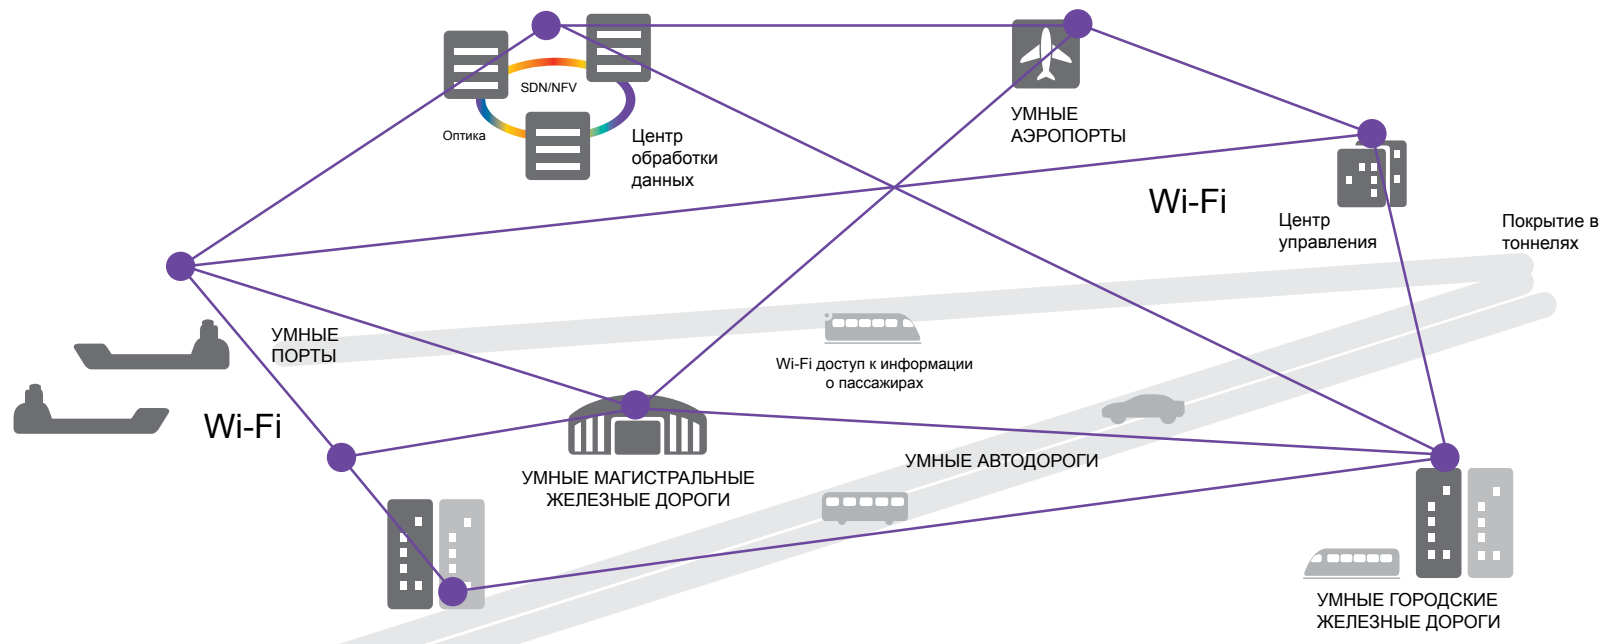 SDN/NFV
Оптика
Центр
обработки
данных
УМНЫЕ
АЭРОПОРТЫ
Wi-Fi
Центр
управления
Покрытие в
тоннелях
УМНЫЕ
ПОРТЫ
Wi-Fi доступ к информации
о пассажирах
Wi-Fi
УМНЫЕ МАГИСТРАЛЬНЫЕ
ЖЕЛЕЗНЫЕ ДОРОГИ
УМНЫЕ АВТОДОРОГИ
УМНЫЕ ГОРОДСКИЕ
ЖЕЛЕЗНЫЕ ДОРОГИ